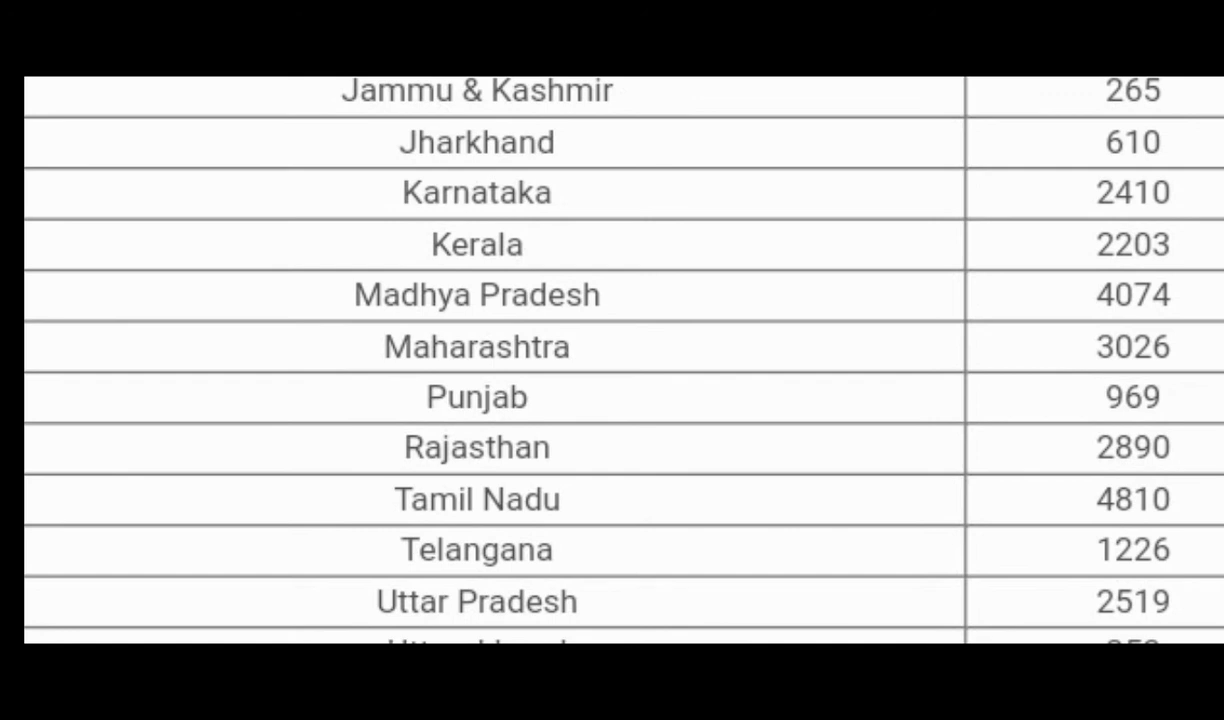 Jammu & Kashmir 265
Jharkhand 610
Karnataka 2410
Kerala 2203
Madhya Pradesh 4074
Maharashtra 3026
Punjab 969
Rajasthan 2890
Tamil Nadu 4810
Telangana 1226
Uttar Pradesh 2519